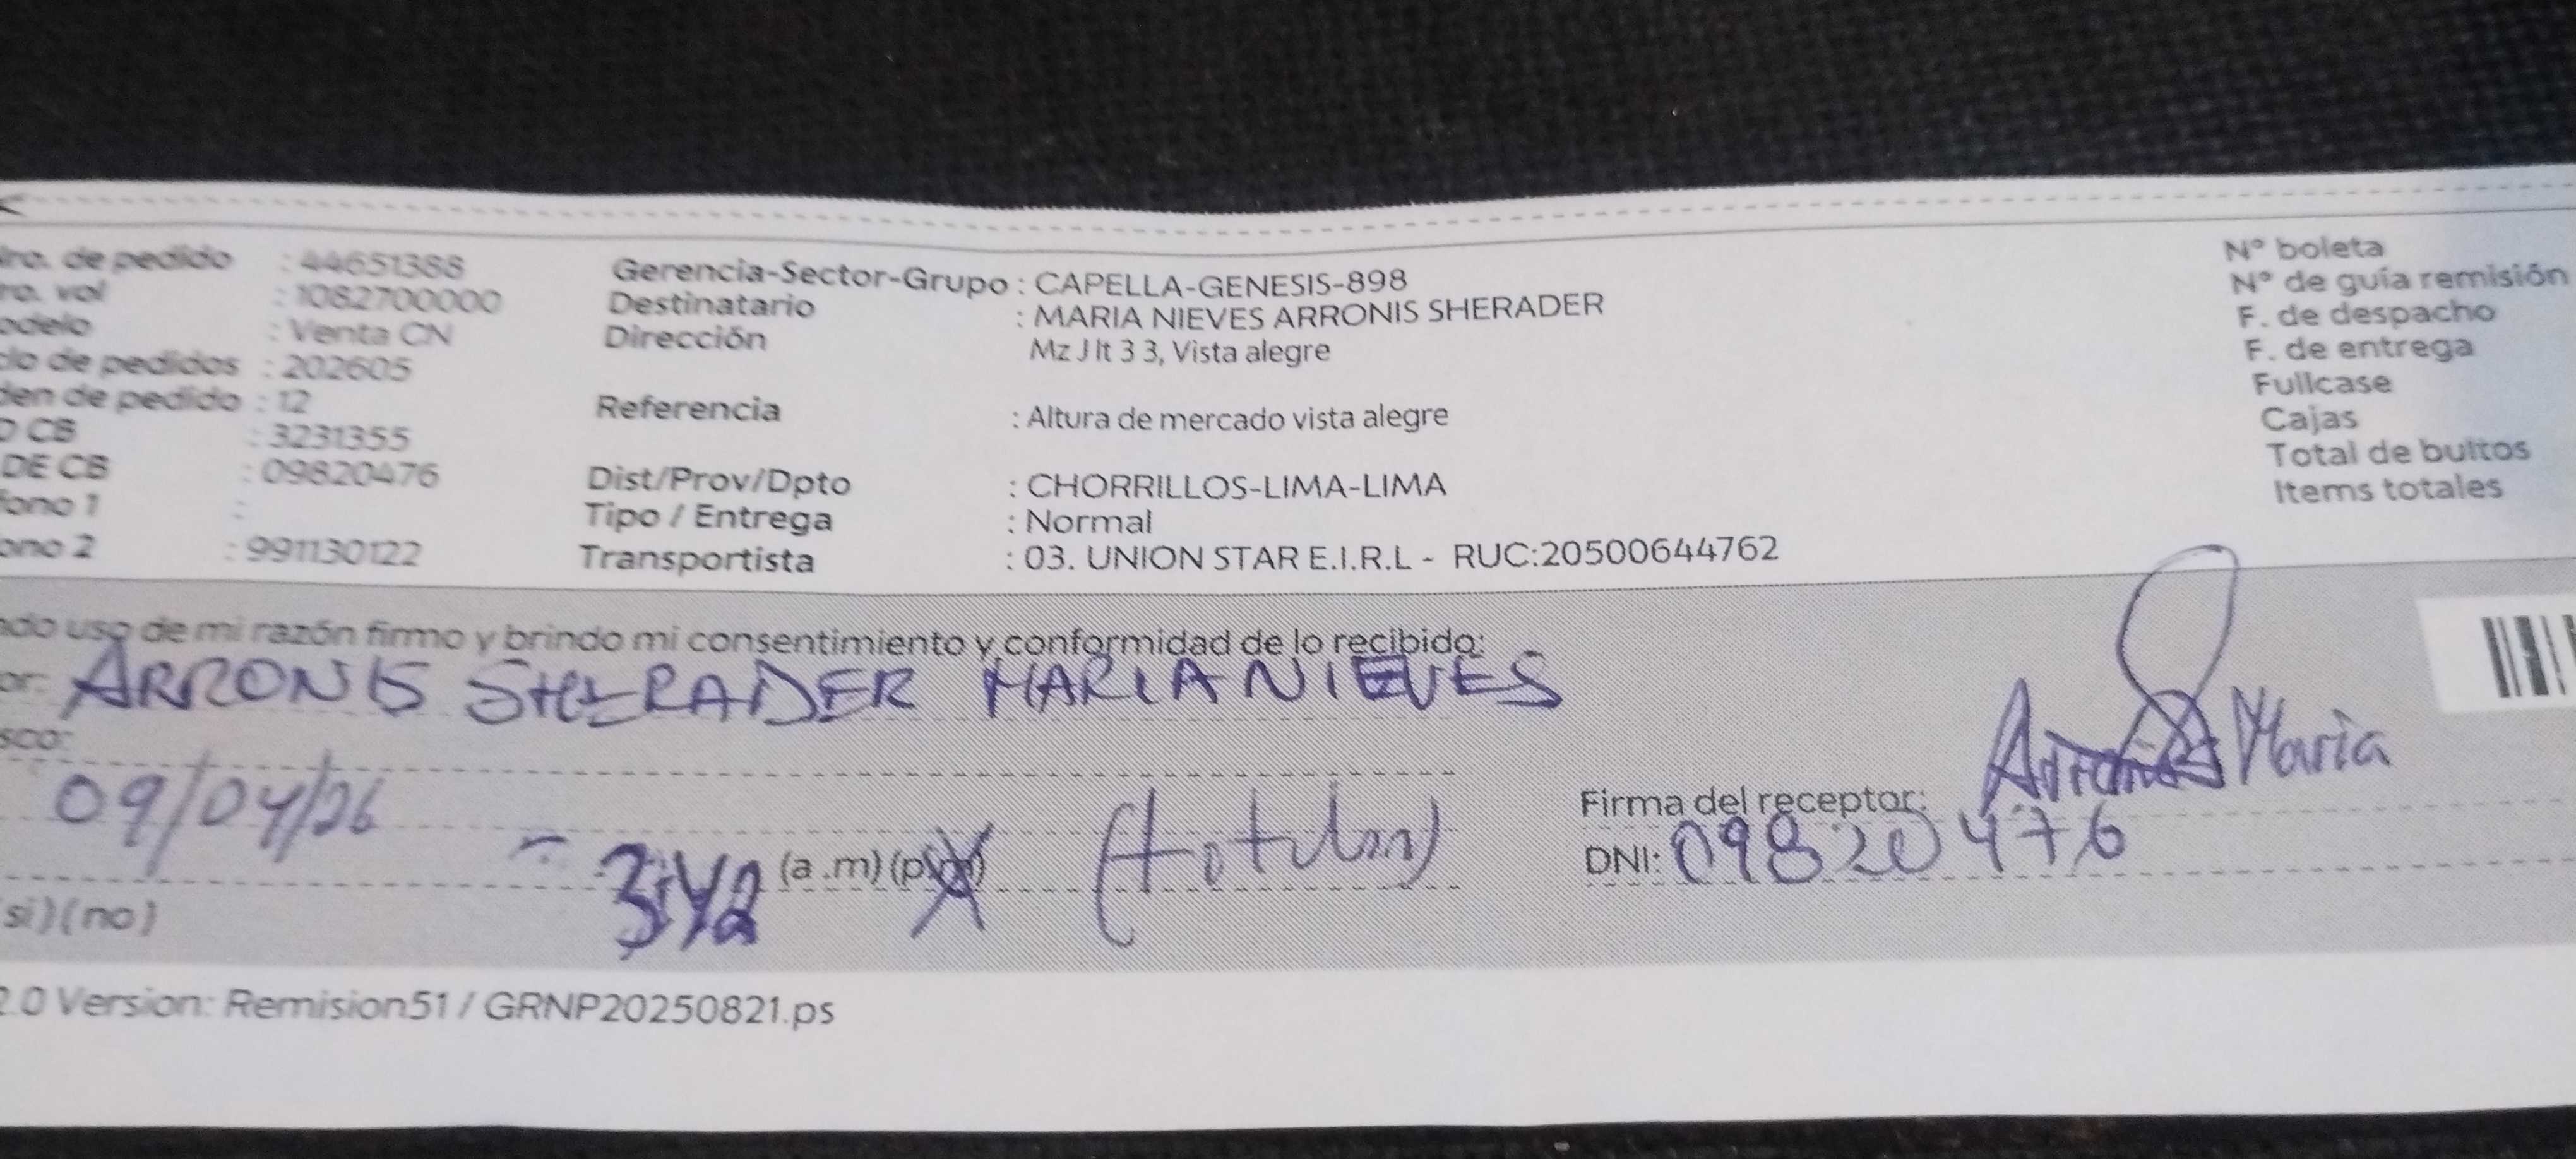 ro. de pedido : 44651388
ro. vol : 1082700000
odelo : Venta CN
clo de pedidos : 202605
den de pedido : 12
O CB : 3231355
DE CB : 09820476
fono 1 :
ono 2 : 991130122
Gerencia-Sector-Grupo : CAPELLA-GENESIS-898
Destinatario : MARIA NIEVES ARRONIS SHERADER
Dirección Mz J lt 3 3, Vista alegre
Referencia : Altura de mercado vista alegre
Dist/Prov/Dpto : CHORRILLOS-LIMA-LIMA
Tipo / Entrega : Normal
Transportista : 03. UNION STAR E.I.R.L - RUC:20500644762
N° boleta
N° de guía remisión
F. de despacho
F. de entrega
Fullcase
Cajas
Total de bultos
Items totales
ndo uso de mi razón firmo y brindo mi consentimiento y conformidad de lo recibido:
or: ARRONIS SHERADER MARIA NIEVES
sco:
09/04/26
(a .m) (p.m) (titular)
si) (no)
Firma del receptor: Arronis Maria
DNI: 09820476
2.0 Version: Remision51 / GRNP20250821.ps